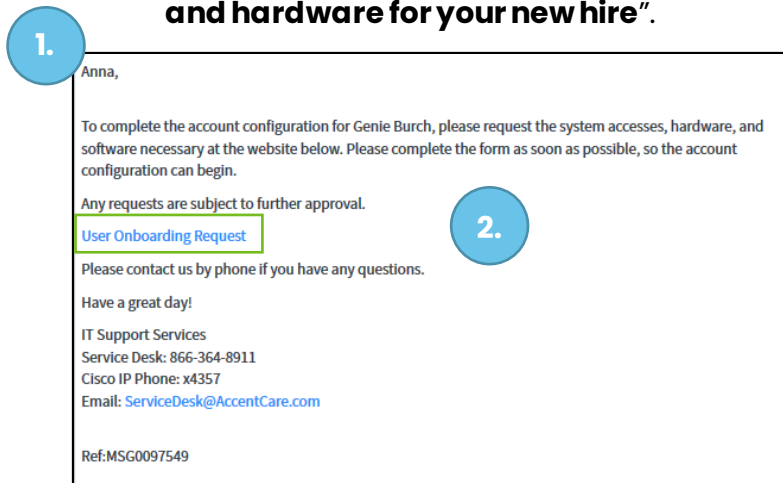 and hardware for your new hire”.
1.
Anna,
To complete the account configuration for Genie Burch, please request the system accesses, hardware, and
software necessary at the website below. Please complete the form as soon as possible, so the account
configuration can begin.
Any requests are subject to further approval.
2.
User Onboarding Request
Please contact us by phone if you have any questions.
Have a great day!
IT Support Services
Service Desk: 866-364-8911
Cisco IP Phone: x4357
Email: ServiceDesk@AccentCare.com
Ref:MSG0097549